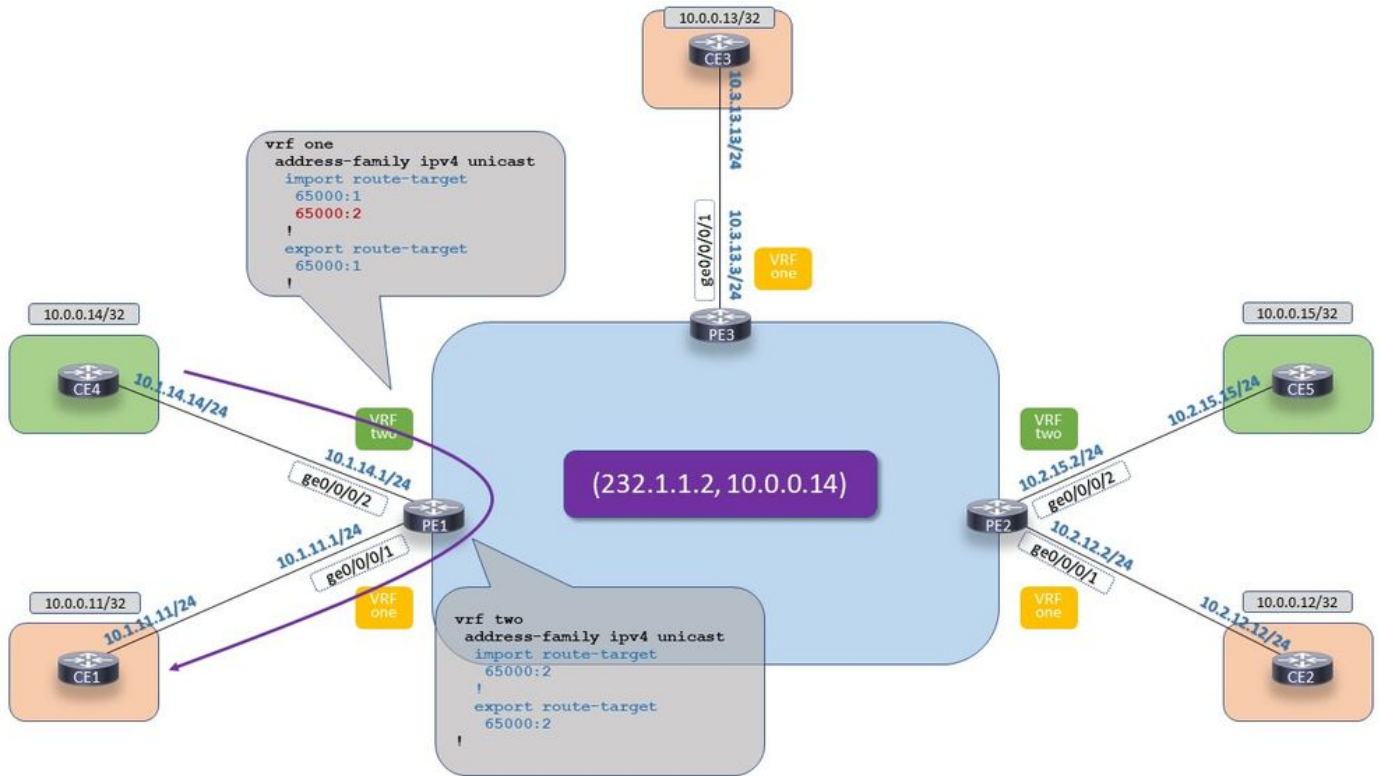 10.0.0.13/32
CE3
10.3.13.13/24
vrf one
address-family ipv4 unicast
import route-target
65000:1
65000:2
!
export route-target
65000:1
!
ge0/0/0/1
10.3.13.3/24
VRF
one
PE3
10.0.0.14/32
CE4
10.1.14.14/24
VRF
two
10.1.14.1/24
ge0/0/0/2
PE1
10.1.11.1/24
ge0/0/0/1
10.0.0.11/32
10.1.11.11/24
VRF
one
CE1
(232.1.1.2, 10.0.0.14)
10.0.0.15/32
CE5
10.2.15.15/24
VRF
two
10.2.15.2/24
ge0/0/0/2
PE2
10.2.12.2/24
ge0/0/0/1
VRF
one
10.0.0.12/32
10.2.12.12/24
CE2
vrf two
address-family ipv4 unicast
import route-target
65000:2
!
export route-target
65000:2
!